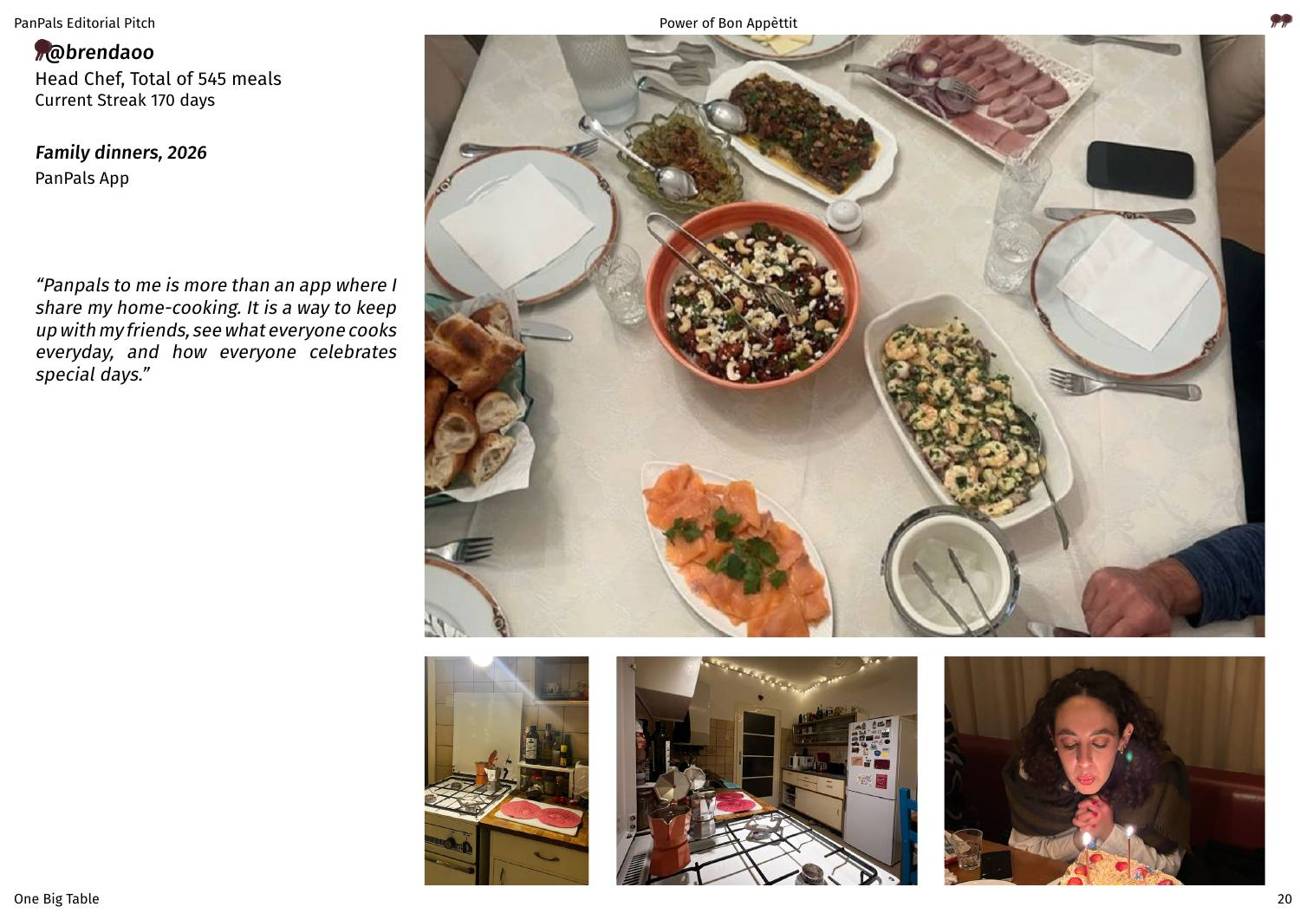 PanPals Editorial Pitch
Power of Bon Appèttit
@brendaoo
Head Chef, Total of 545 meals
Current Streak 170 days
Family dinners, 2026
PanPals App
“Panpals to me is more than an app where I
share my home-cooking. It is a way to keep
up with my friends, see what everyone cooks
everyday, and how everyone celebrates
special days.”
One Big Table
20